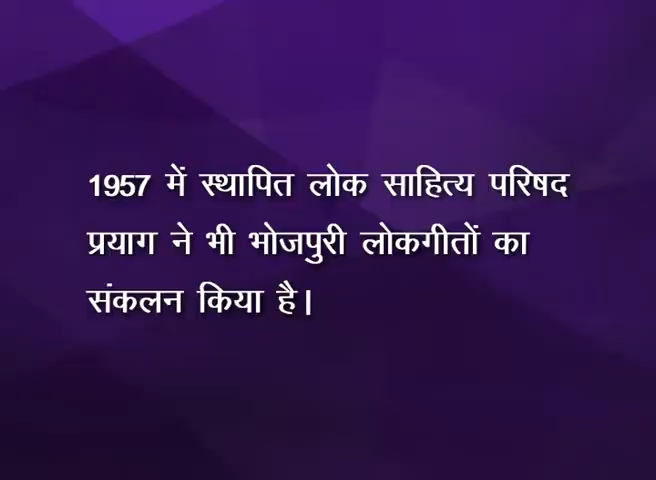 1957 में स्थापित लोक साहित्य परिषद
प्रयाग ने भी भोजपुरी लोकगीतों का
संकलन किया है।